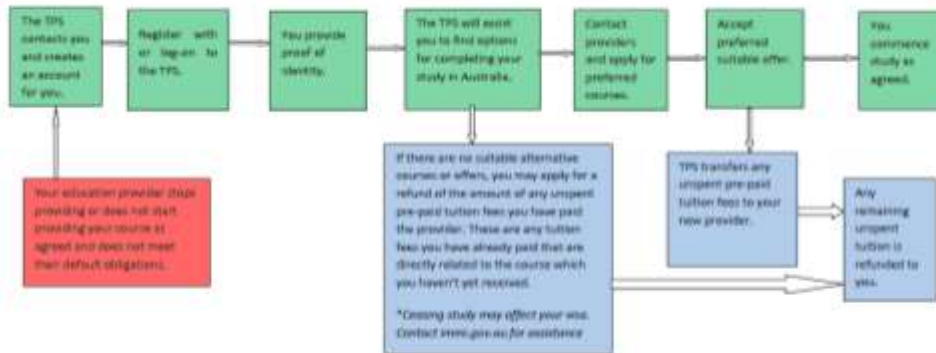 The TPS
contacts you
and creates
an account
for you.
Register with
or log-on to
the TPS.
You provide
proof of
identity.
The TPS will assist
you to find options
for completing your
study in Australia.
Contact
providers
and apply for
preferred
courses.
Accept
preferred
suitable offer.
You
commence
study as
agreed.
Your education provider stops
providing or does not start
providing your course as
agreed and does not meet
their default obligations.
If there are no suitable alternative
courses or offers, you may apply for a
refund of the amount of any unspent
pre-paid tuition fees you have paid
the provider. These are any tuition
fees you have already paid that are
directly related to the course which
you haven't yet received.
*Ceasing study may affect your visa.
Contact immi.gov.au for assistance
TPS transfers any
unspent pre-paid
tuition fees to your
new provider.
Any
remaining
unspent
tuition is
refunded to
you.